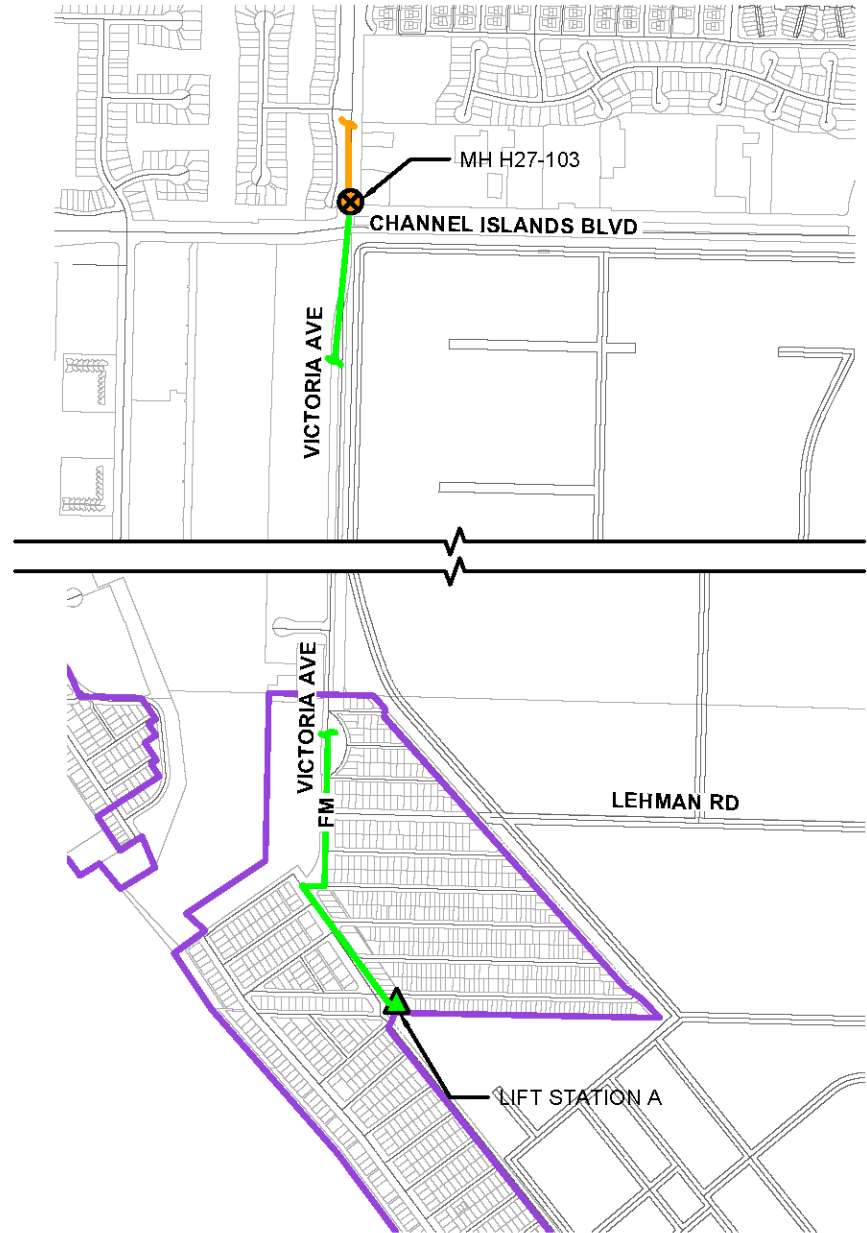 MH H27-103
CHANNEL ISLANDS BLVD
VICTORIA AVE
VICTORIA AVE
FM
LEHMAN RD
LIFT STATION A